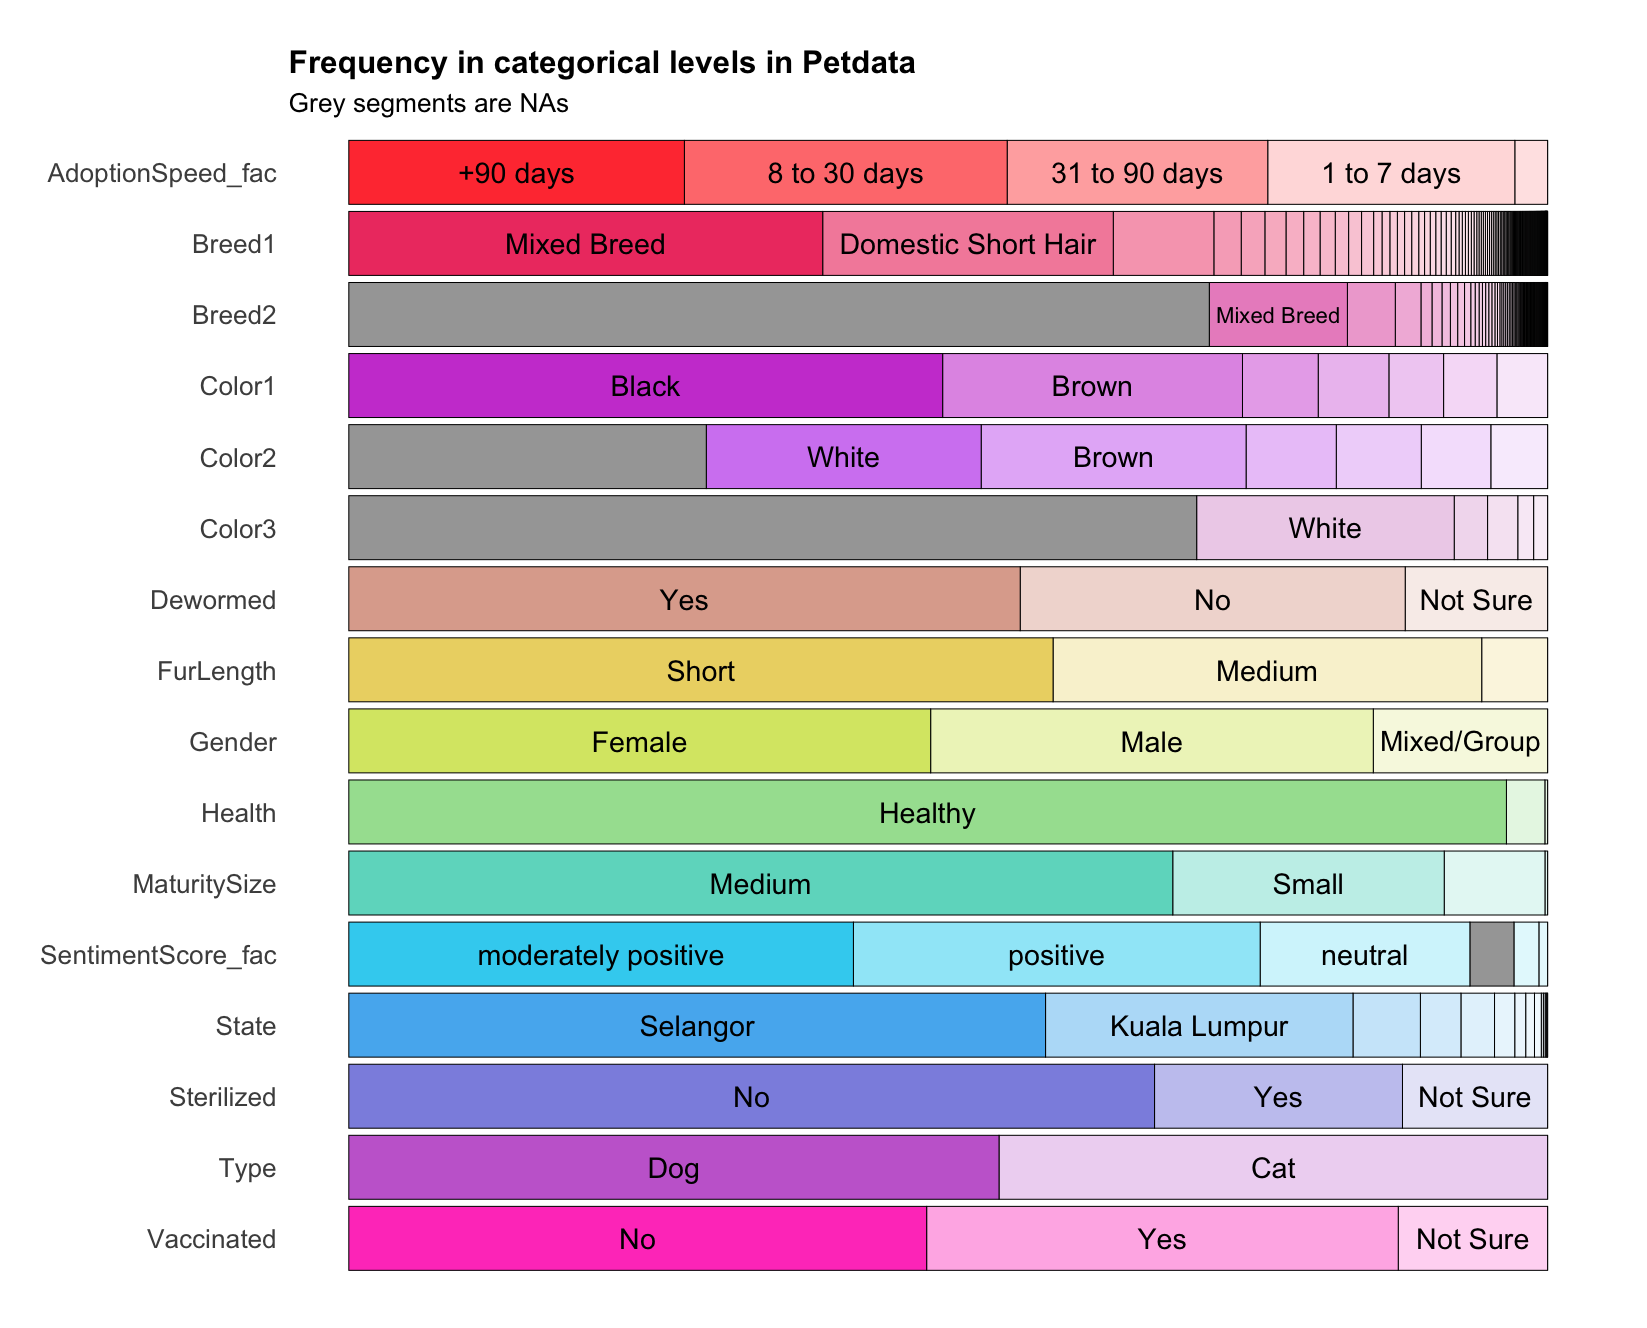 Frequency in categorical levels in Petdata
Grey segments are NAs
AdoptionSpeed_fac +90 days 8 to 30 days 31 to 90 days 1 to 7 days
Breed1 Mixed Breed Domestic Short Hair
Breed2 Mixed Breed
Color1 Black Brown
Color2 White Brown
Color3 White
Dewormed Yes No Not Sure
FurLength Short Medium
Gender Female Male Mixed/Group
Health Healthy
MaturitySize Medium Small
SentimentScore_fac moderately positive positive neutral
State Selangor Kuala Lumpur
Sterilized No Yes Not Sure
Type Dog Cat
Vaccinated No Yes Not Sure